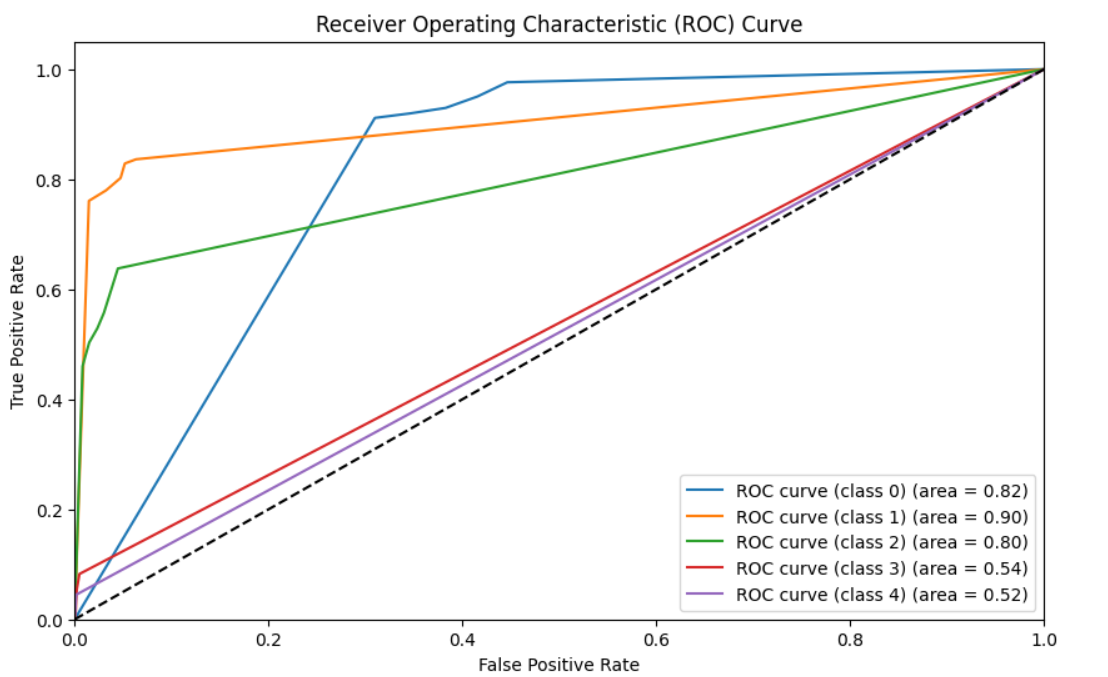 Receiver Operating Characteristic (ROC) Curve
1.0
0.8
0.6
0.4
0.2
0.0
True Positive Rate
ROC curve (class 0) (area = 0.82)
ROC curve (class 1) (area = 0.90)
ROC curve (class 2) (area = 0.80)
ROC curve (class 3) (area = 0.54)
ROC curve (class 4) (area = 0.52)
0.0 0.2 0.4 0.6 0.8 1.0
False Positive Rate